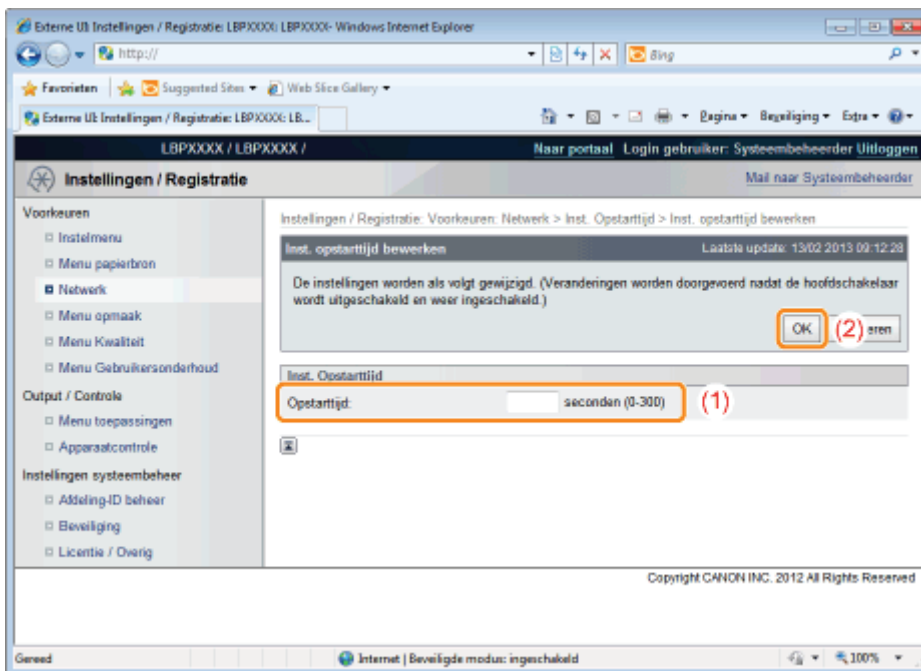 Externe UI: Instellingen / Registratie: LBPXXXX: LBPXXXX- Windows Internet Explorer
http://
Bing
Favorieten Suggested Sites Web Slice Gallery
Externe UI: Instellingen / Registratie: LBPXXXX: LB...
Pagina Beveiliging Extra
LBPXXXX / LBPXXXX /
Naar portaal Login gebruiker: Systeembeheerder Uitloggen
Instellingen / Registratie
Mail naar Systeembeheerder
Voorkeuren
Instelmenu
Menu papierbron
Netwerk
Menu opmaak
Menu Kwaliteit
Menu Gebruikersonderhoud
Output / Controle
Menu toepassingen
Apparaatcontrole
Instellingen systeembeheer
Afdeling-ID beheer
Beveiliging
Licentie / Overig
Instellingen / Registratie: Voorkeuren: Netwerk > Inst. Opstarttijd > Inst. opstarttijd bewerken
Inst. opstarttijd bewerken
Laatste update: 13/02 2013 09:12:28
De instellingen worden als volgt gewijzigd. (Veranderingen worden doorgevoerd nadat de hoofdschakelaar
wordt uitgeschakeld en weer ingeschakeld.)
OK (2) eren
Inst. Opstarttijd
Opstarttijd: seconden (0-300) (1)
Copyright CANON INC. 2012 All Rights Reserved
Gereed
Internet | Beveiligde modus: ingeschakeld
100%